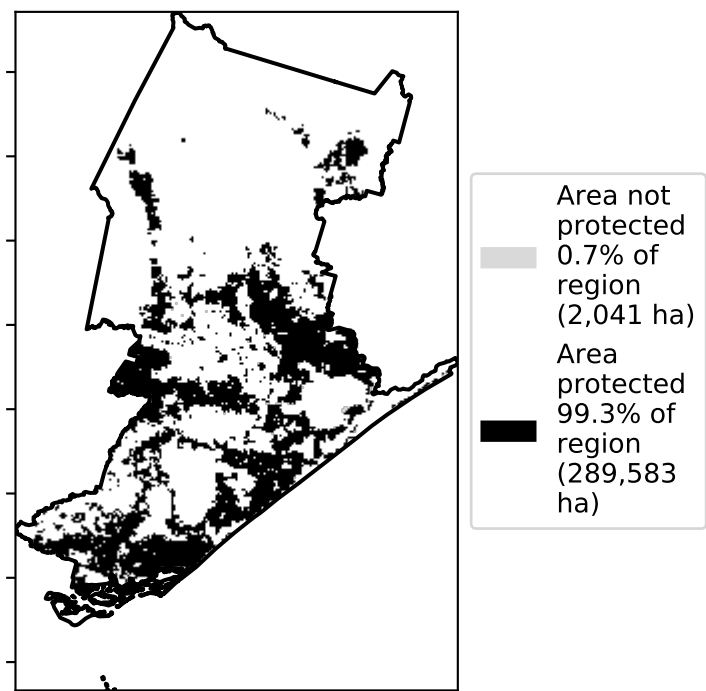 Area not
protected
0.7% of
region
(2,041 ha)
Area
protected
99.3% of
region
(289,583
ha)